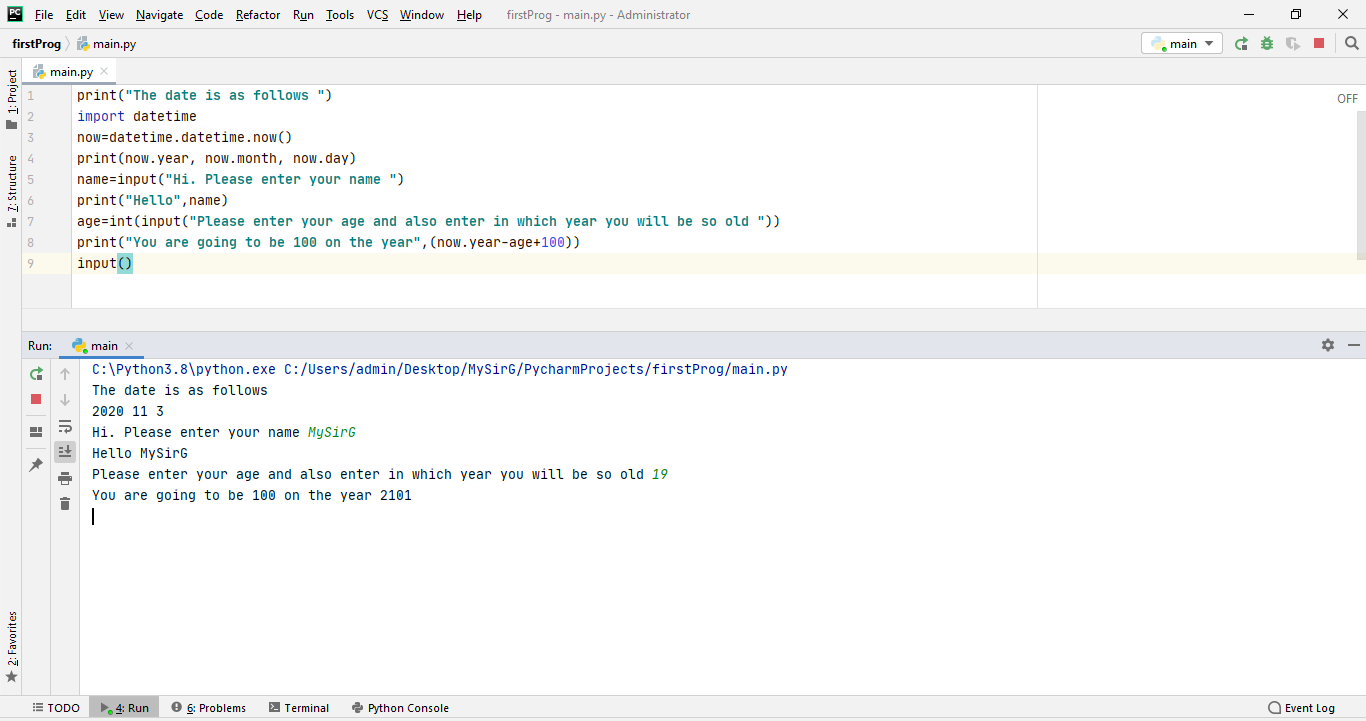 PC File Edit View Navigate Code Refactor Run Tools VCS Window Help firstProg - main.py - Administrator
firstProg main.py main
main.py
1: Project
7: Structure
2: Favorites
OFF
1 print("The date is as follows ")
2 import datetime
3 now=datetime.datetime.now()
4 print(now.year, now.month, now.day)
5 name=input("Hi. Please enter your name ")
6 print("Hello",name)
7 age=int(input("Please enter your age and also enter in which year you will be so old "))
8 print("You are going to be 100 on the year",(now.year-age+100))
9 input()
Run: main
C:\Python3.8\python.exe C:/Users/admin/Desktop/MySirG/PycharmProjects/firstProg/main.py
The date is as follows
2020 11 3
Hi. Please enter your name MySirG
Hello MySirG
Please enter your age and also enter in which year you will be so old 19
You are going to be 100 on the year 2101
TODO 4: Run 6: Problems Terminal Python Console Event Log